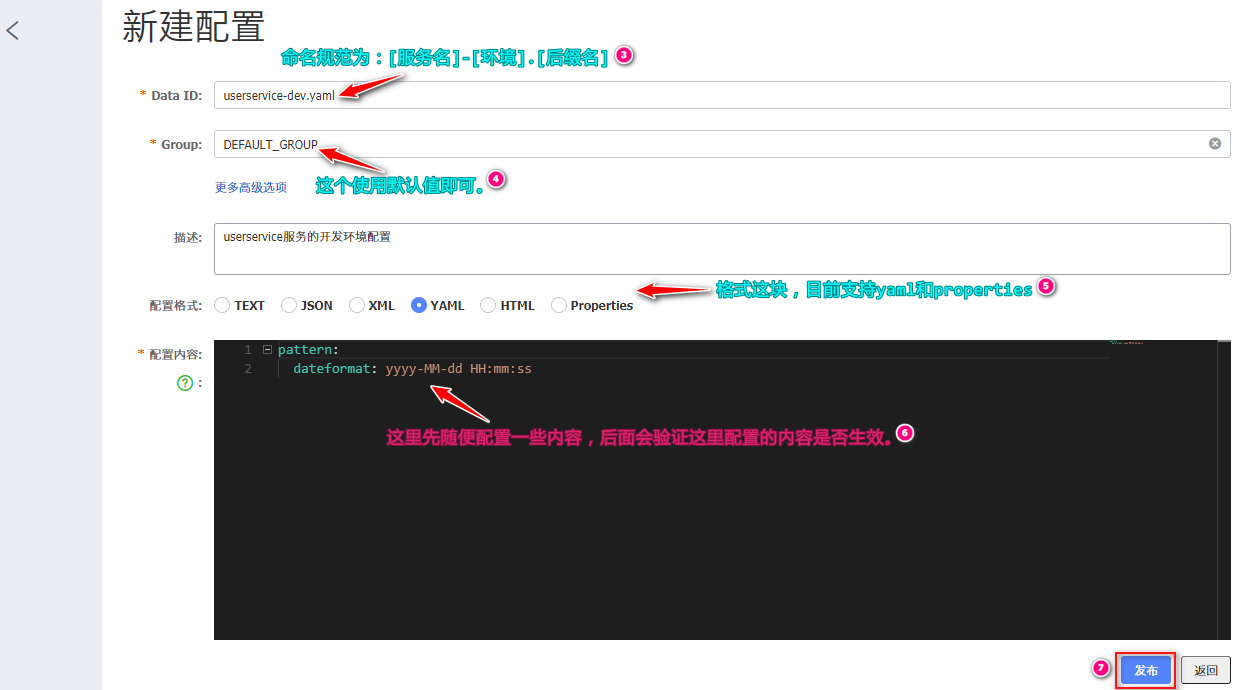 新建配置
命名规范为：[服务名]-[环境].[后缀名] 3
* Data ID: userservice-dev.yaml
* Group: DEFAULT_GROUP
更多高级选项 这个使用默认值即可。 4
描述: userservice服务的开发环境配置
格式这块，目前支持yaml和properties 5
配置格式: TEXT JSON XML YAML HTML Properties
* 配置内容:
? :
1 pattern:
2 dateformat: yyyy-MM-dd HH:mm:ss
这里先随便配置一些内容，后面会验证这里配置的内容是否生效。 6
7 发布 返回